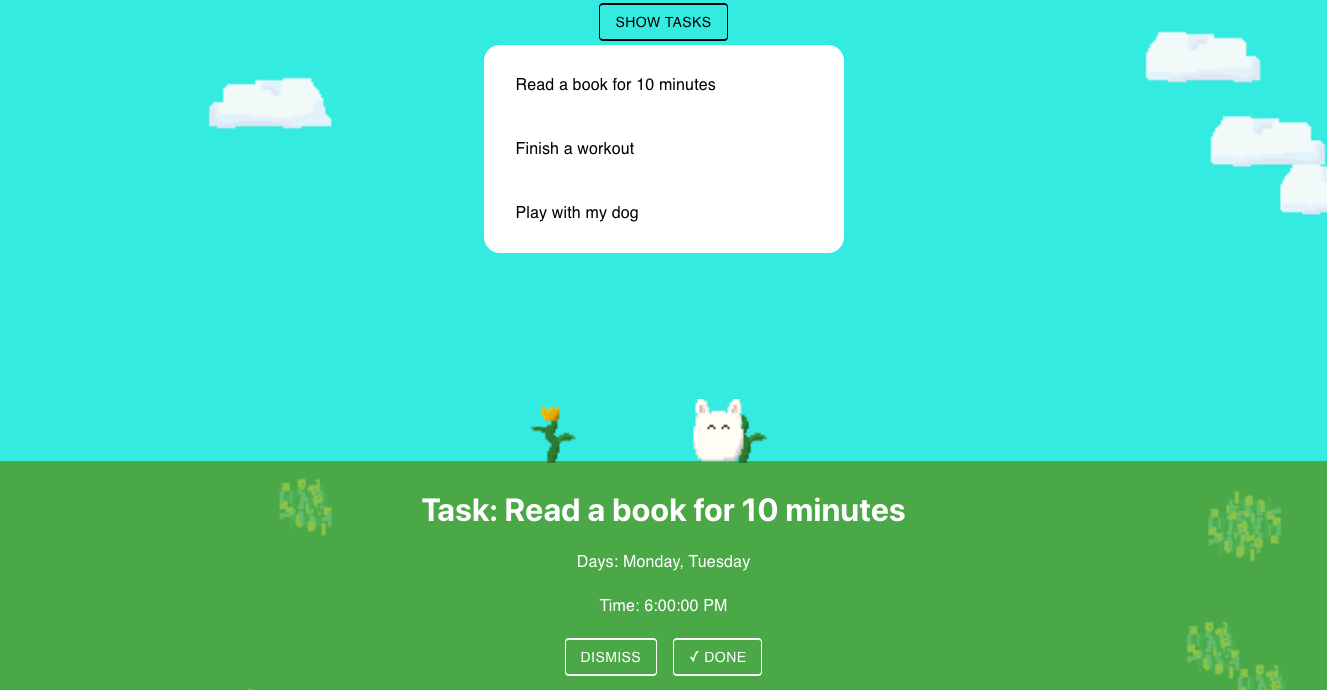 SHOW TASKS
Read a book for 10 minutes
Finish a workout
Play with my dog
Task: Read a book for 10 minutes
Days: Monday, Tuesday
Time: 6:00:00 PM
DISMISS
✓ DONE